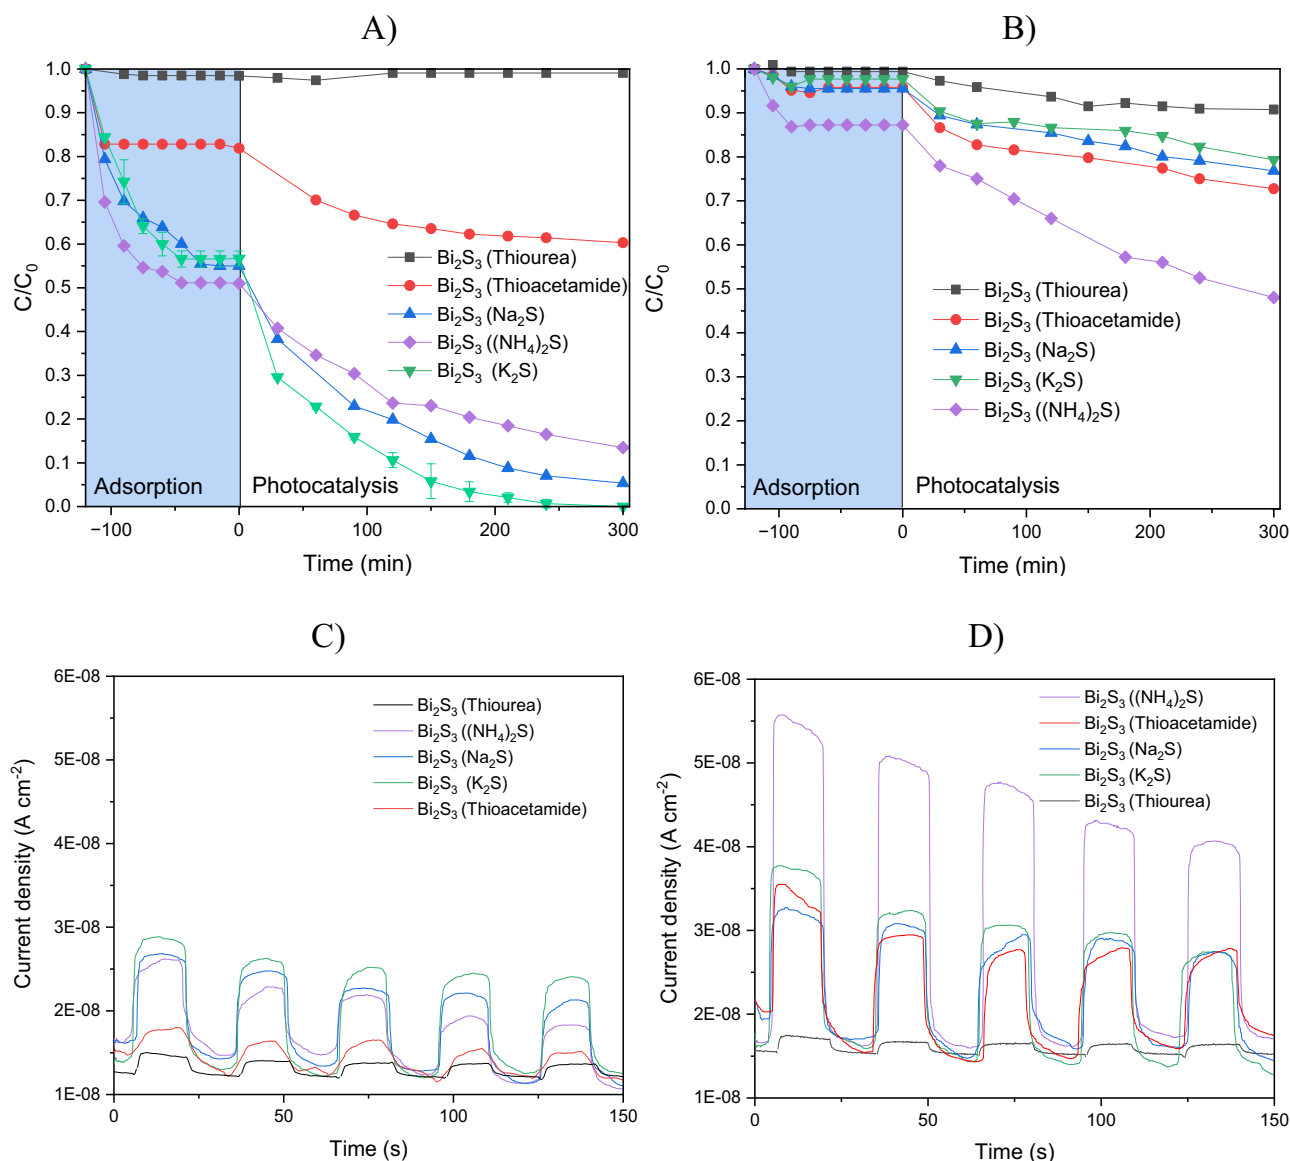 A)
1.0
0.9
0.8
0.7
0.6
0.5
0.4
0.3
0.2
0.1
0.0
C/C₀
Bi₂S₃ (Thiourea)
Bi₂S₃ (Thioacetamide)
Bi₂S₃ (Na₂S)
Bi₂S₃ ((NH₄)₂S)
Bi₂S₃ (K₂S)
Adsorption
Photocatalysis
−100 0 100 200 300
Time (min)
B)
1.0
0.9
0.8
0.7
0.6
0.5
0.4
0.3
0.2
0.1
0.0
C/C₀
Bi₂S₃ (Thiourea)
Bi₂S₃ (Thioacetamide)
Bi₂S₃ (Na₂S)
Bi₂S₃ (K₂S)
Bi₂S₃ ((NH₄)₂S)
Adsorption
Photocatalysis
−100 0 100 200 300
Time (min)
C)
6E-08
5E-08
4E-08
3E-08
2E-08
1E-08
Current density (A cm⁻²)
Bi₂S₃ (Thiourea)
Bi₂S₃ ((NH₄)₂S)
Bi₂S₃ (Na₂S)
Bi₂S₃ (K₂S)
Bi₂S₃ (Thioacetamide)
0 50 100 150
Time (s)
D)
6E-08
5E-08
4E-08
3E-08
2E-08
1E-08
Current density (A cm⁻²)
Bi₂S₃ ((NH₄)₂S)
Bi₂S₃ (Thioacetamide)
Bi₂S₃ (Na₂S)
Bi₂S₃ (K₂S)
Bi₂S₃ (Thiourea)
0 50 100 150
Time (s)